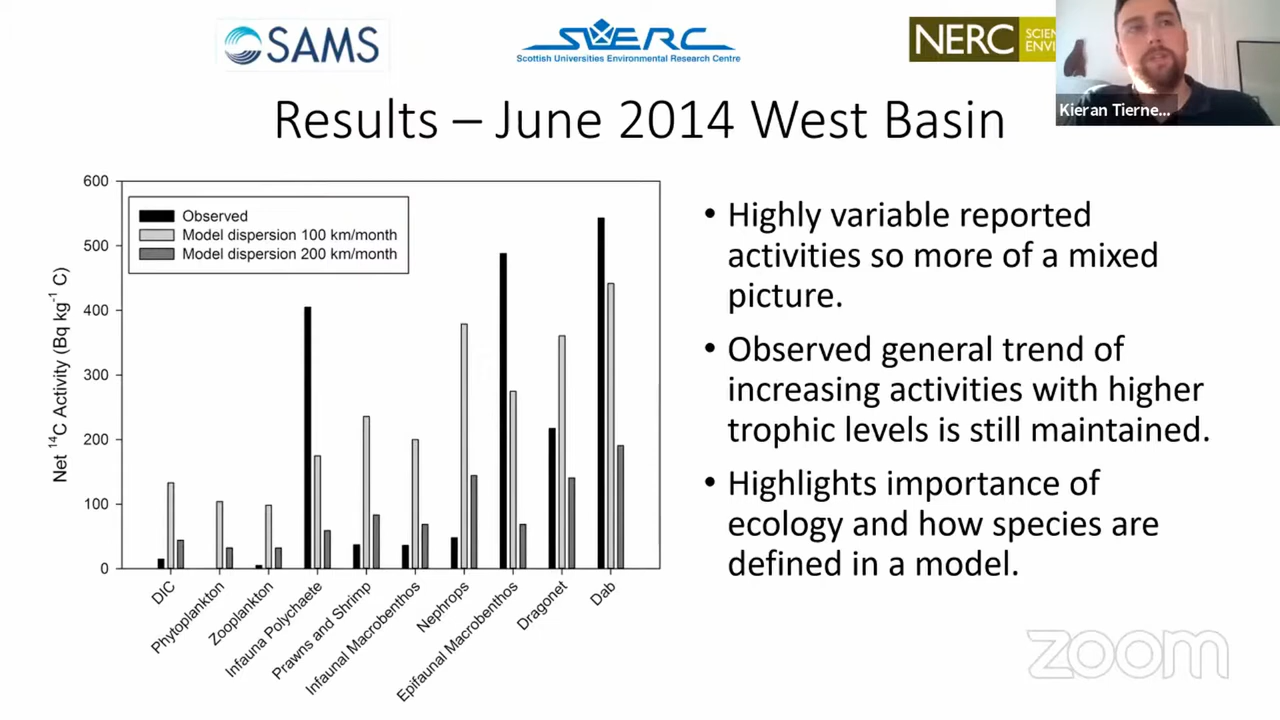 SAMS
SUERC
Scottish Universities Environmental Research Centre
NERC
SCIEN
ENVI
Kieran Tierne...
Results – June 2014 West Basin
600
500
400
300
200
100
0
Net ¹⁴C Activity (Bq kg⁻¹ C)
Observed
Model dispersion 100 km/month
Model dispersion 200 km/month
DIC
Phytoplankton
Zooplankton
Infauna Polychaete
Prawns and Shrimp
Infaunal Macrobenthos
Nephrops
Epifaunal Macrobenthos
Dragonet
Dab
• Highly variable reported
activities so more of a mixed
picture.
• Observed general trend of
increasing activities with higher
trophic levels is still maintained.
• Highlights importance of
ecology and how species are
defined in a model.
zoom